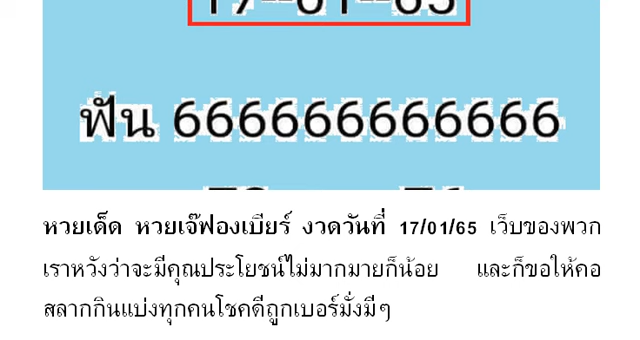 17--01--65
ฟัน 666666666666
หวยเด็ด หวยเจ๊ฟองเบียร์ งวดวันที่ 17/01/65 เว็บของพวก
เราหวังว่าจะมีคุณประโยชน์ไม่มากมายก็น้อย และก็ขอให้คอ
สลากกินแบ่งทุกคนโชคดีถูกเบอร์มั่งมีๆ